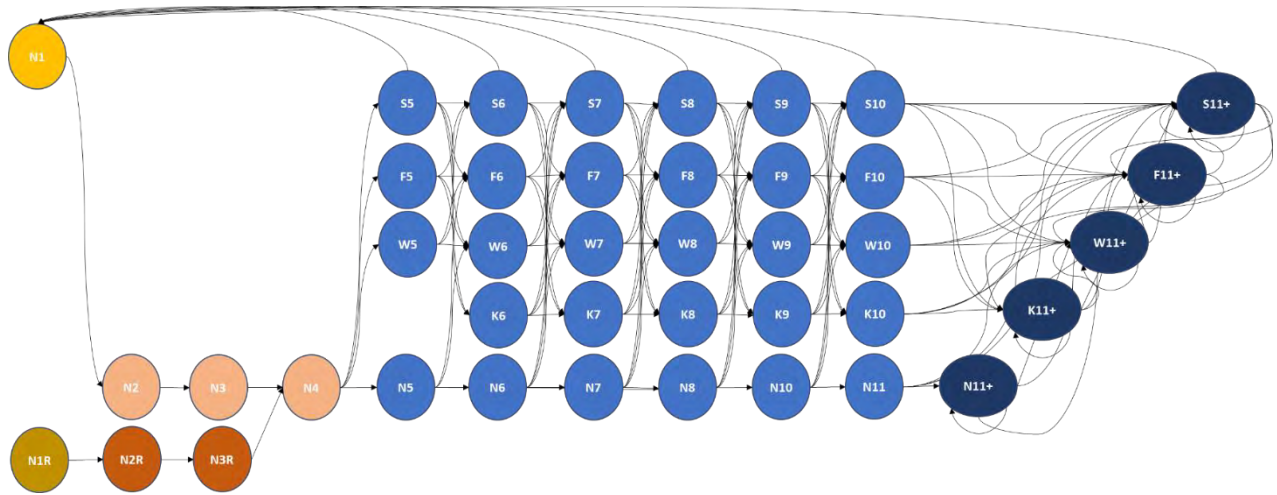 N1
S5 S6 S7 S8 S9 S10 S11+
F5 F6 F7 F8 F9 F10 F11+
W5 W6 W7 W8 W9 W10 W11+
K6 K7 K8 K9 K10 K11+
N2 N3 N4 N5 N6 N7 N8 N10 N11 N11+
N1R N2R N3R